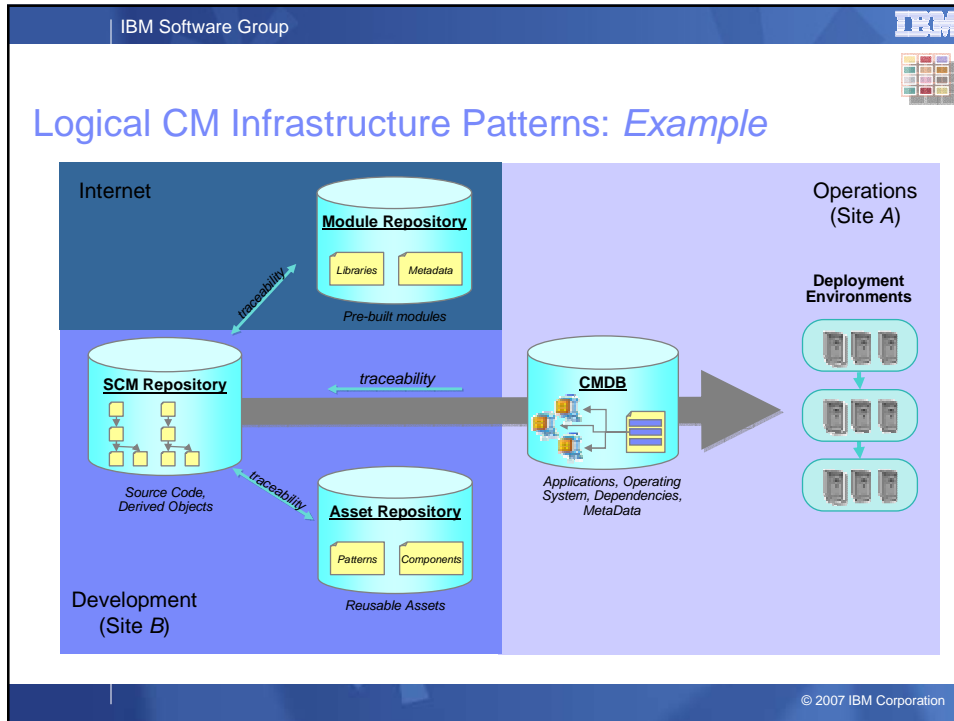 IBM Software Group
IBM
Logical CM Infrastructure Patterns: Example
Internet
Module Repository
Libraries
Metadata
Pre-built modules
traceability
Operations
(Site A)
Deployment
Environments
SCM Repository
Source Code,
Derived Objects
traceability
CMDB
Applications, Operating
System, Dependencies,
MetaData
traceability
Asset Repository
Patterns
Components
Reusable Assets
Development
(Site B)
© 2007 IBM Corporation